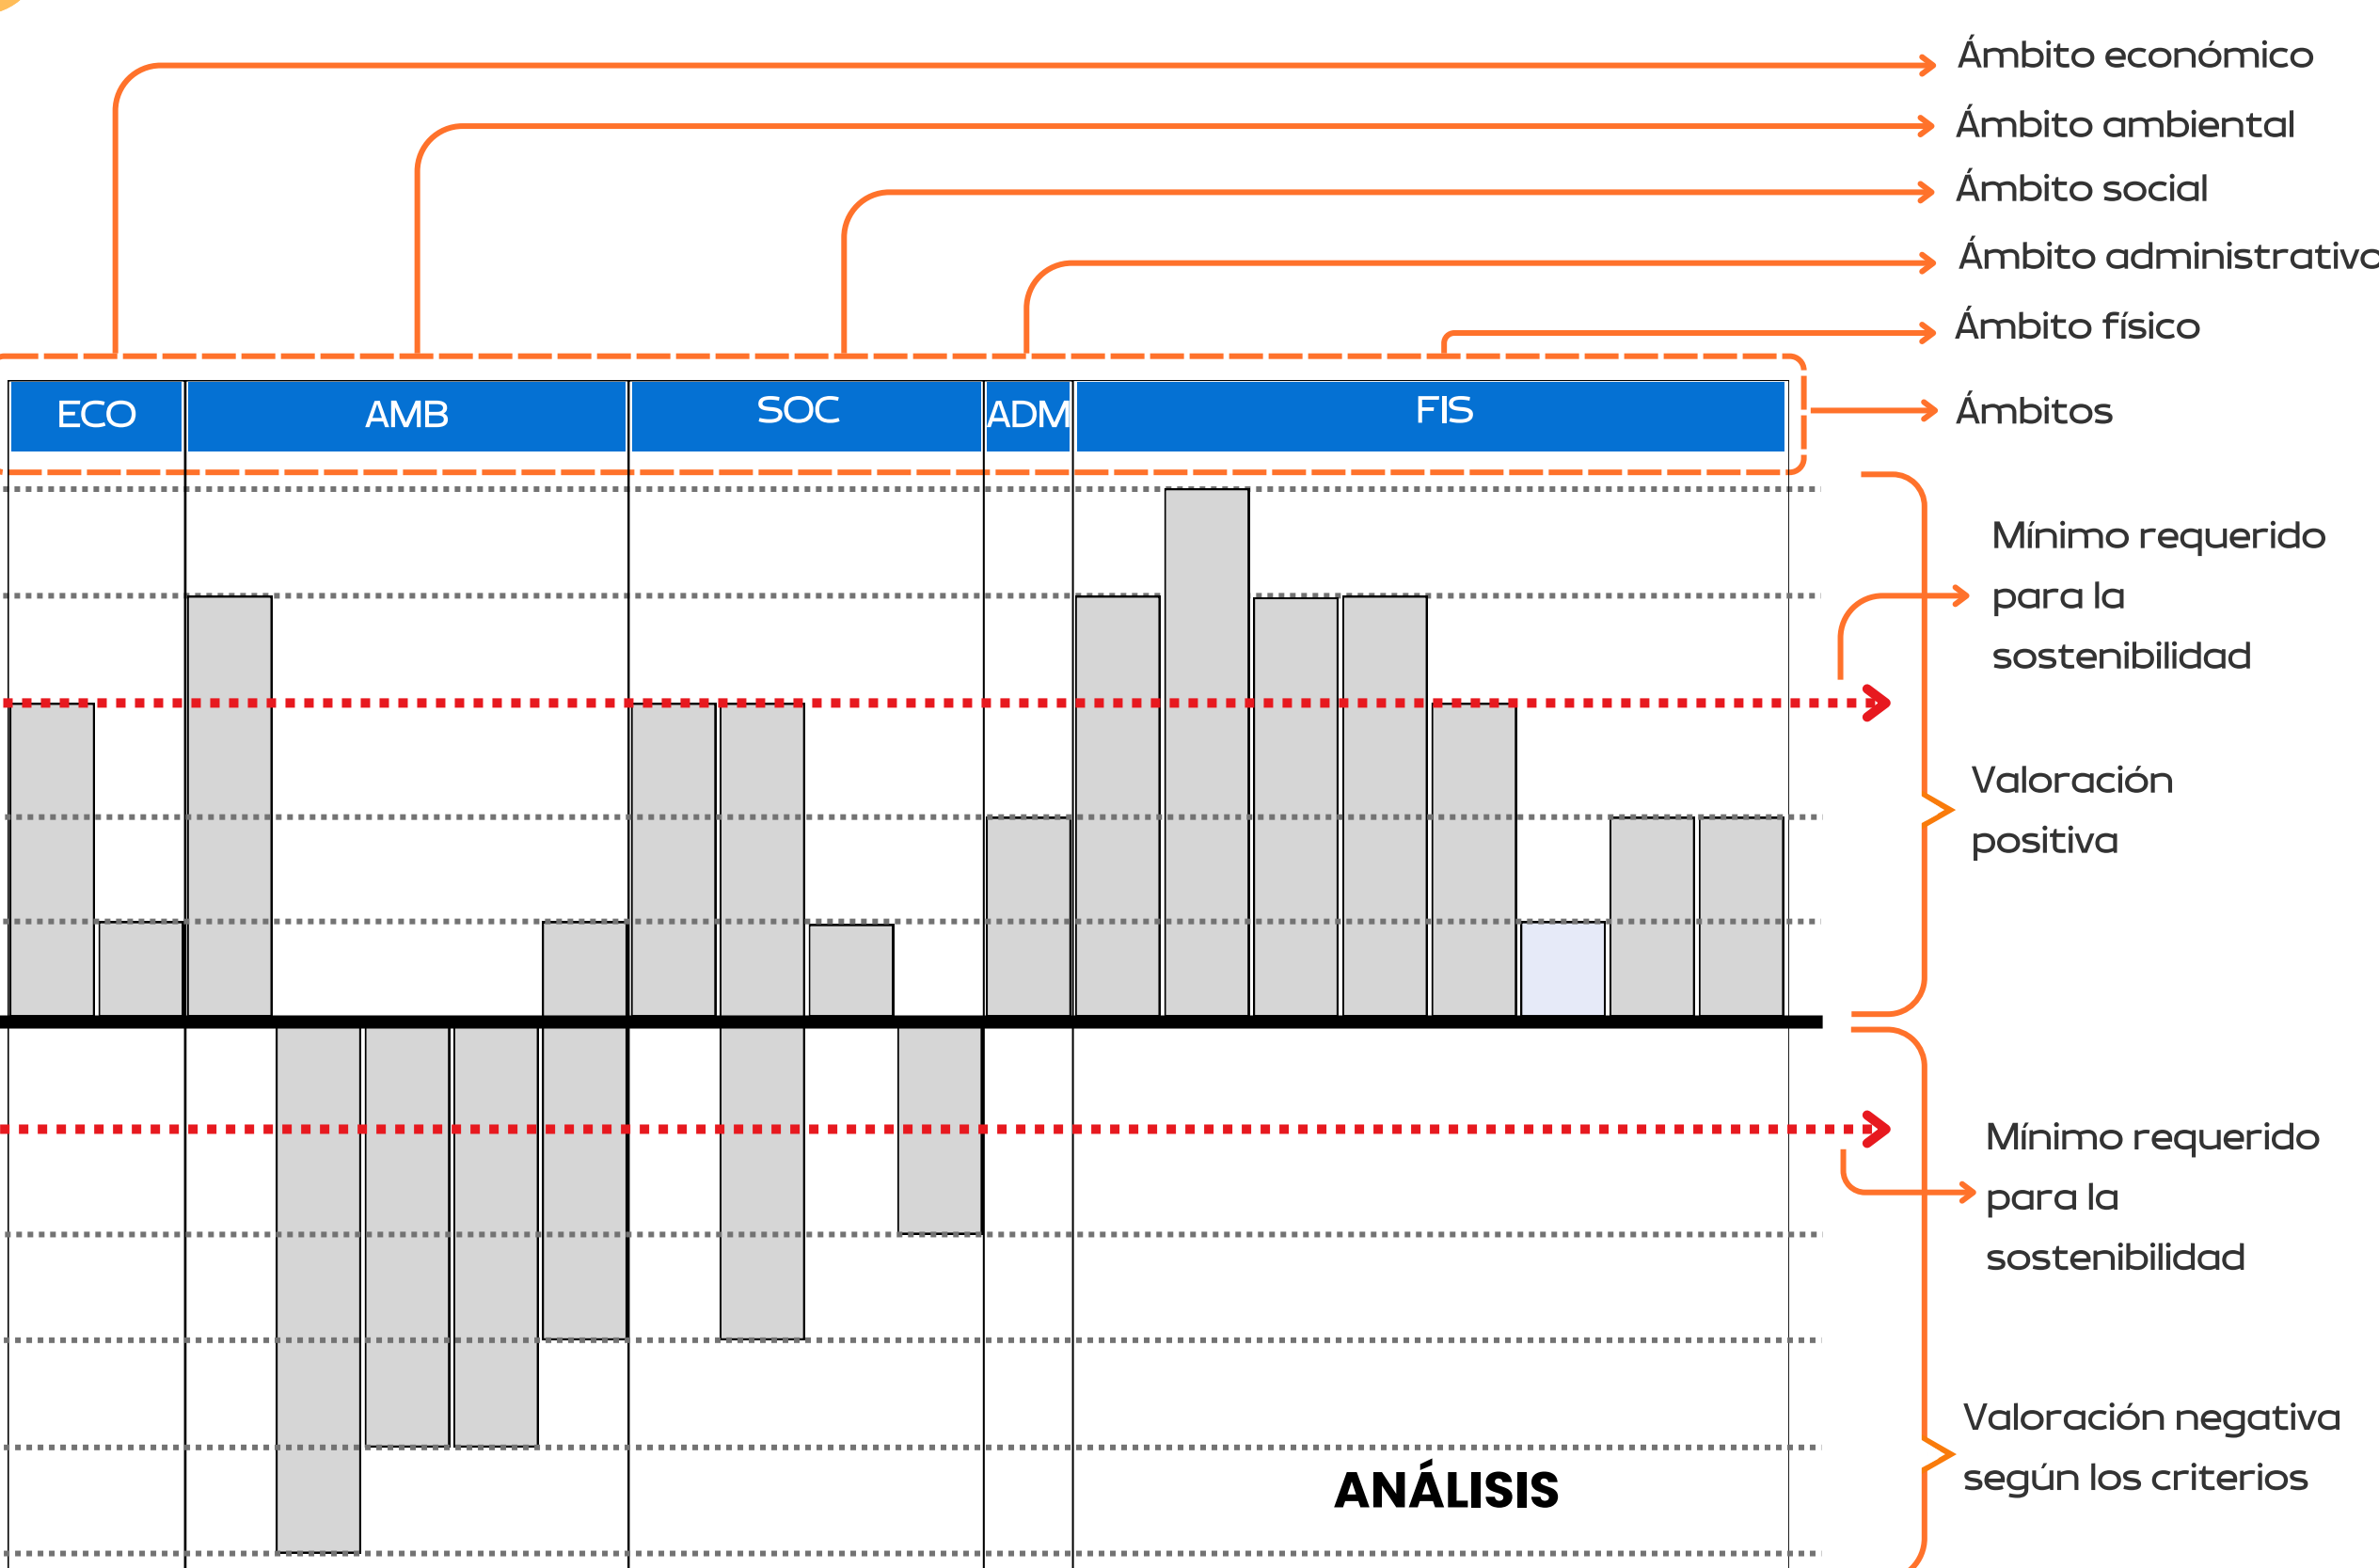 Ámbito económico
Ámbito ambiental
Ámbito social
Ámbito administrativo
Ámbito físico
ECO
AMB
SOC
ADM
FIS
Ámbitos
Mínimo requerido
para la
sostenibilidad
Valoración
positiva
Mínimo requerido
para la
sostenibilidad
Valoración negativa
según los criterios
ANÁLISIS